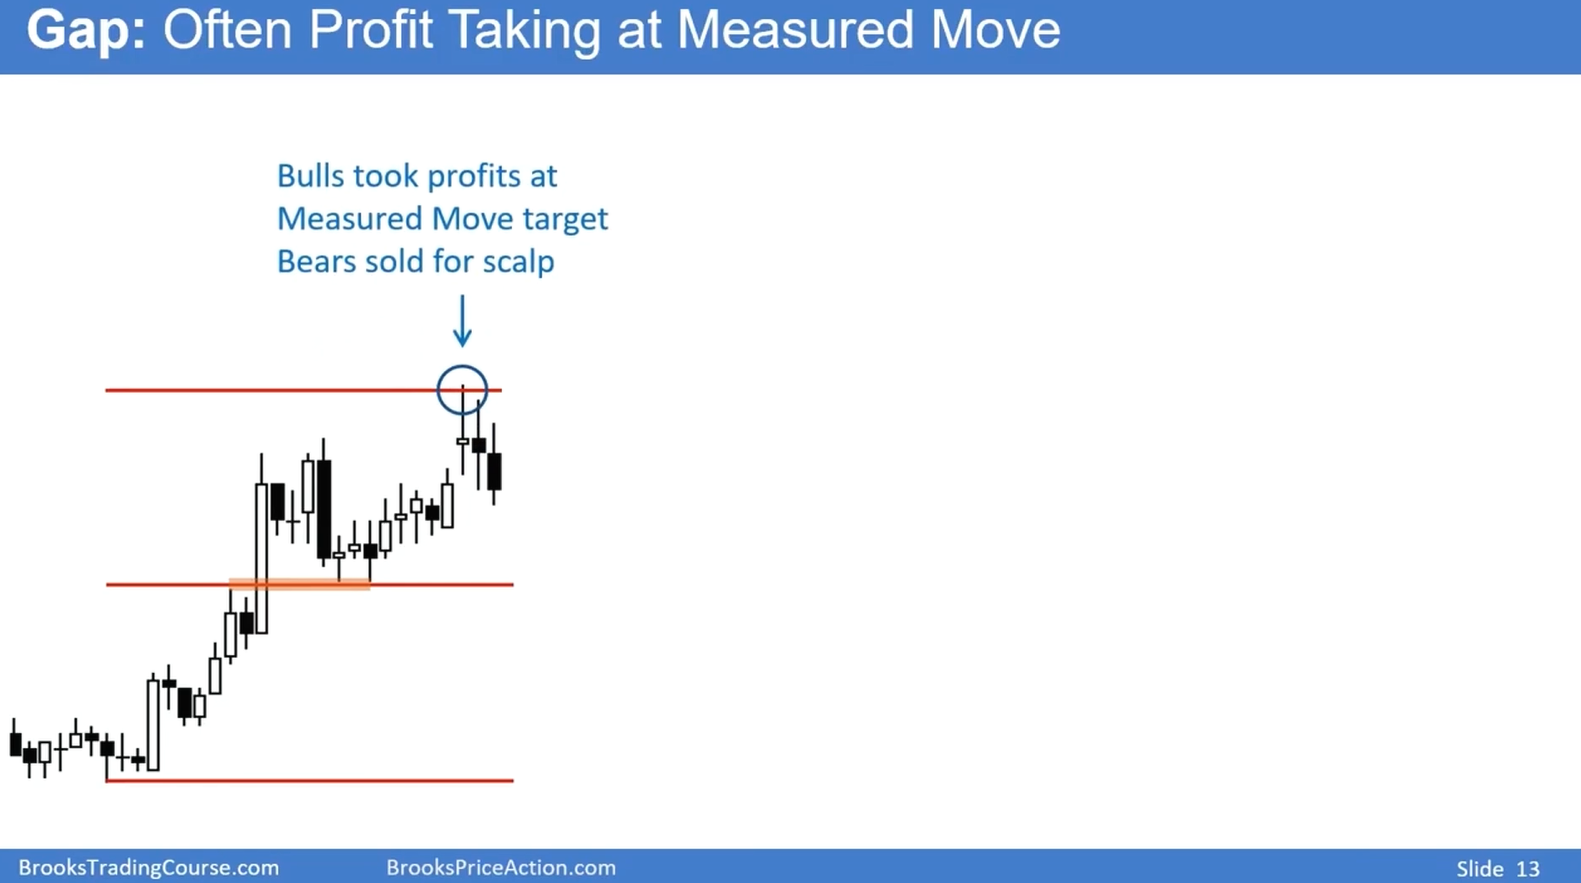 Gap: Often Profit Taking at Measured Move
Bulls took profits at
Measured Move target
Bears sold for scalp
BrooksTradingCourse.com
BrooksPriceAction.com
Slide 13